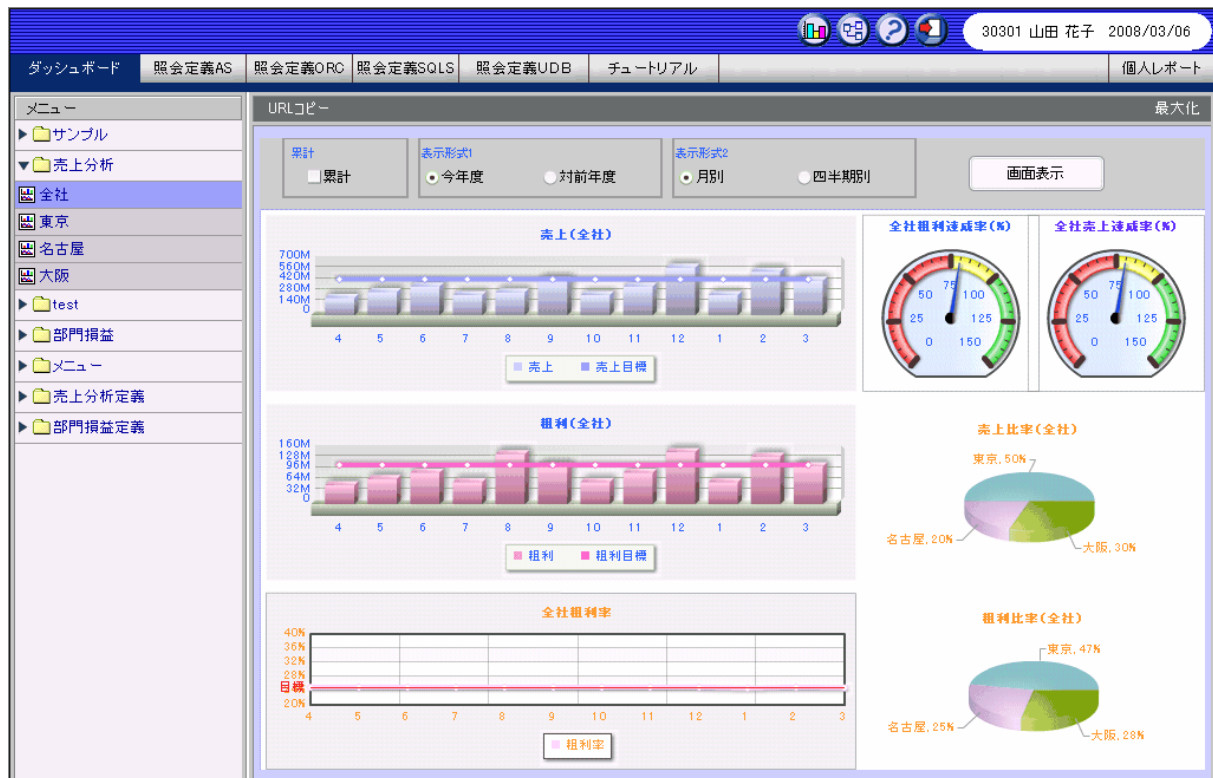 30301 山田 花子 2008/03/06
ダッシュボード 照会定義AS 照会定義ORC 照会定義SQLS 照会定義UDB チュートリアル 個人レポート
メニュー
サンプル
売上分析
全社
東京
名古屋
大阪
test
部門損益
メニュー
売上分析定義
部門損益定義
URLコピー 最大化
累計
累計
表示形式1
今年度 対前年度
表示形式2
月別 四半期別
画面表示
売上(全社)
700M
560M
420M
280M
140M
0
4 5 6 7 8 9 10 11 12 1 2 3
売上 売上目標
全社粗利達成率(%)
0 25 50 75 100 125 150
全社売上達成率(%)
0 25 50 75 100 125 150
粗利(全社)
160M
128M
96M
64M
32M
0
4 5 6 7 8 9 10 11 12 1 2 3
粗利 粗利目標
売上比率(全社)
東京, 50%
名古屋, 20%
大阪, 30%
全社粗利率
40%
36%
32%
28%
目標
20%
4 5 6 7 8 9 10 11 12 1 2 3
粗利率
粗利比率(全社)
東京, 47%
名古屋, 25%
大阪, 28%